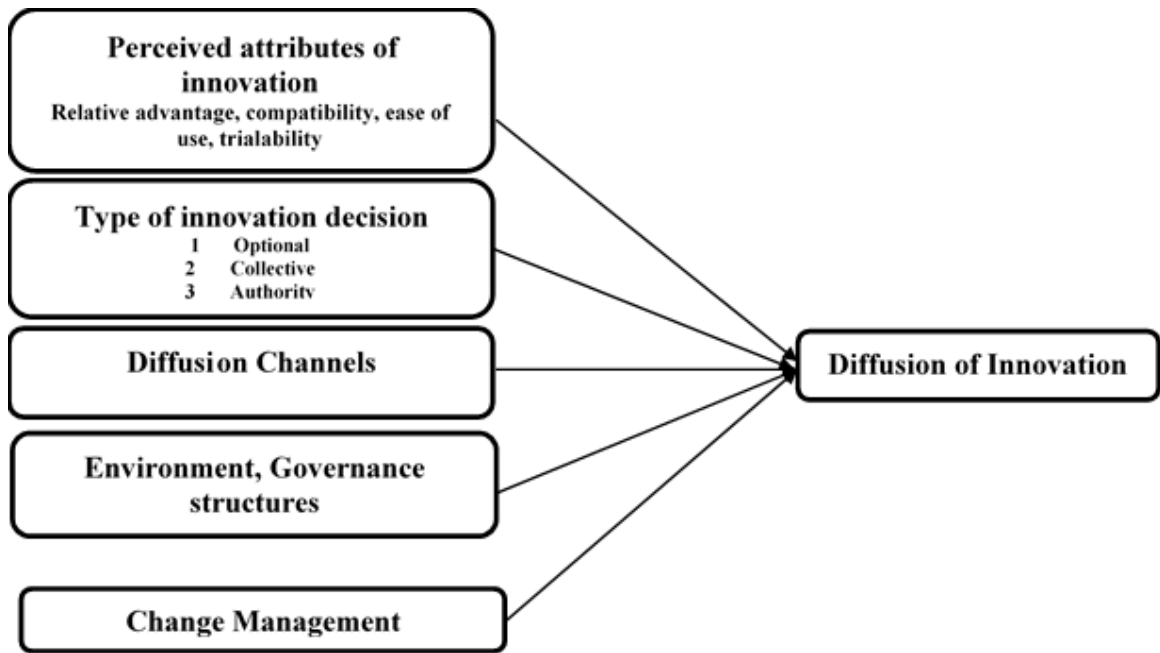 Perceived attributes of
innovation
Relative advantage, compatibility, ease of
use, trialability
Type of innovation decision
1 Optional
2 Collective
3 Authority
Diffusion Channels
Diffusion of Innovation
Environment, Governance
structures
Change Management